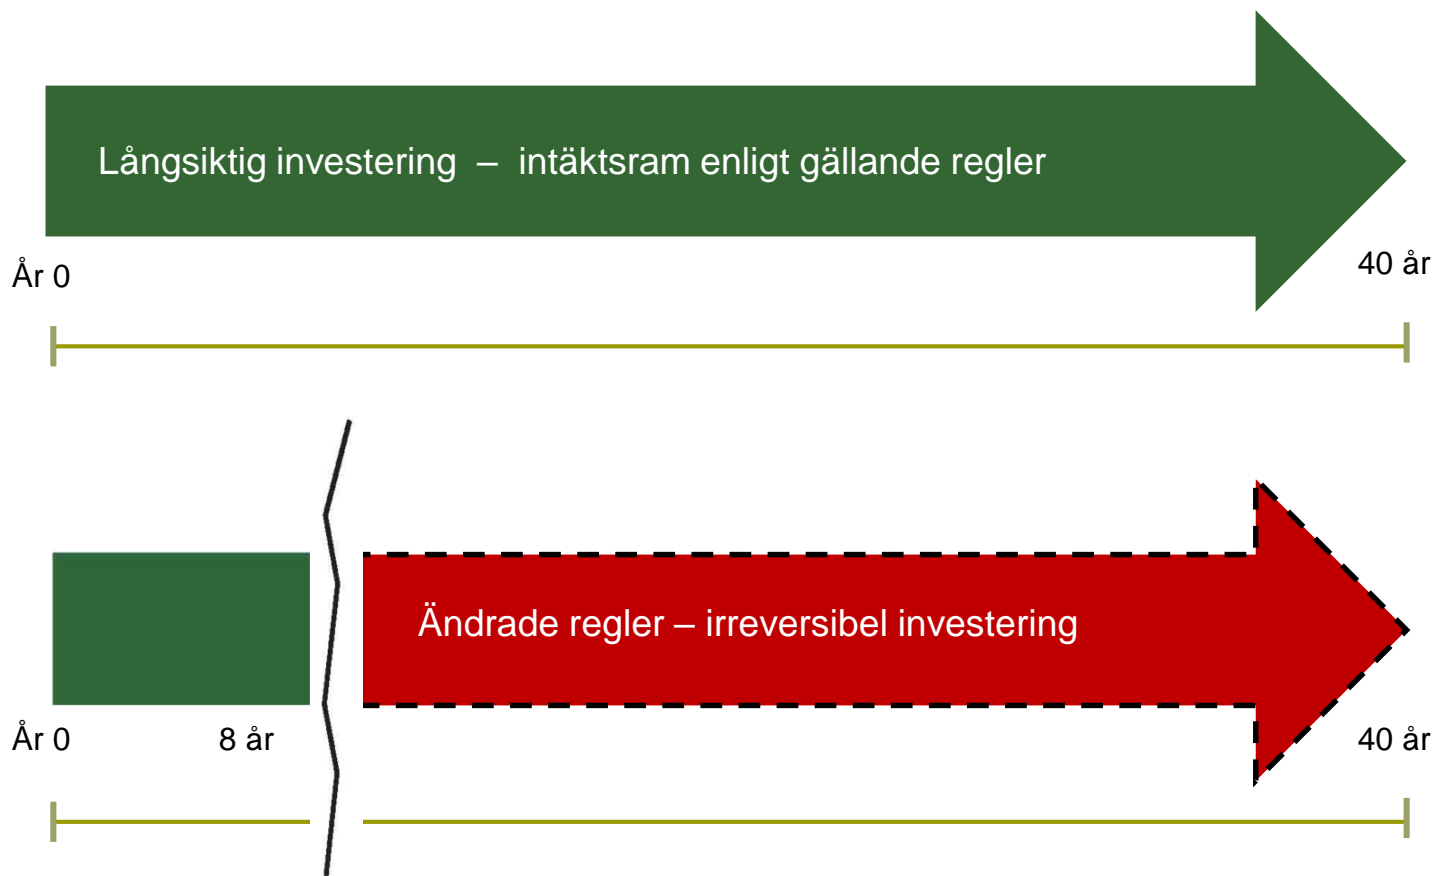 Långsiktig investering – intäktsram enligt gällande regler
År 0
40 år
Ändrade regler – irreversibel investering
År 0
8 år
40 år